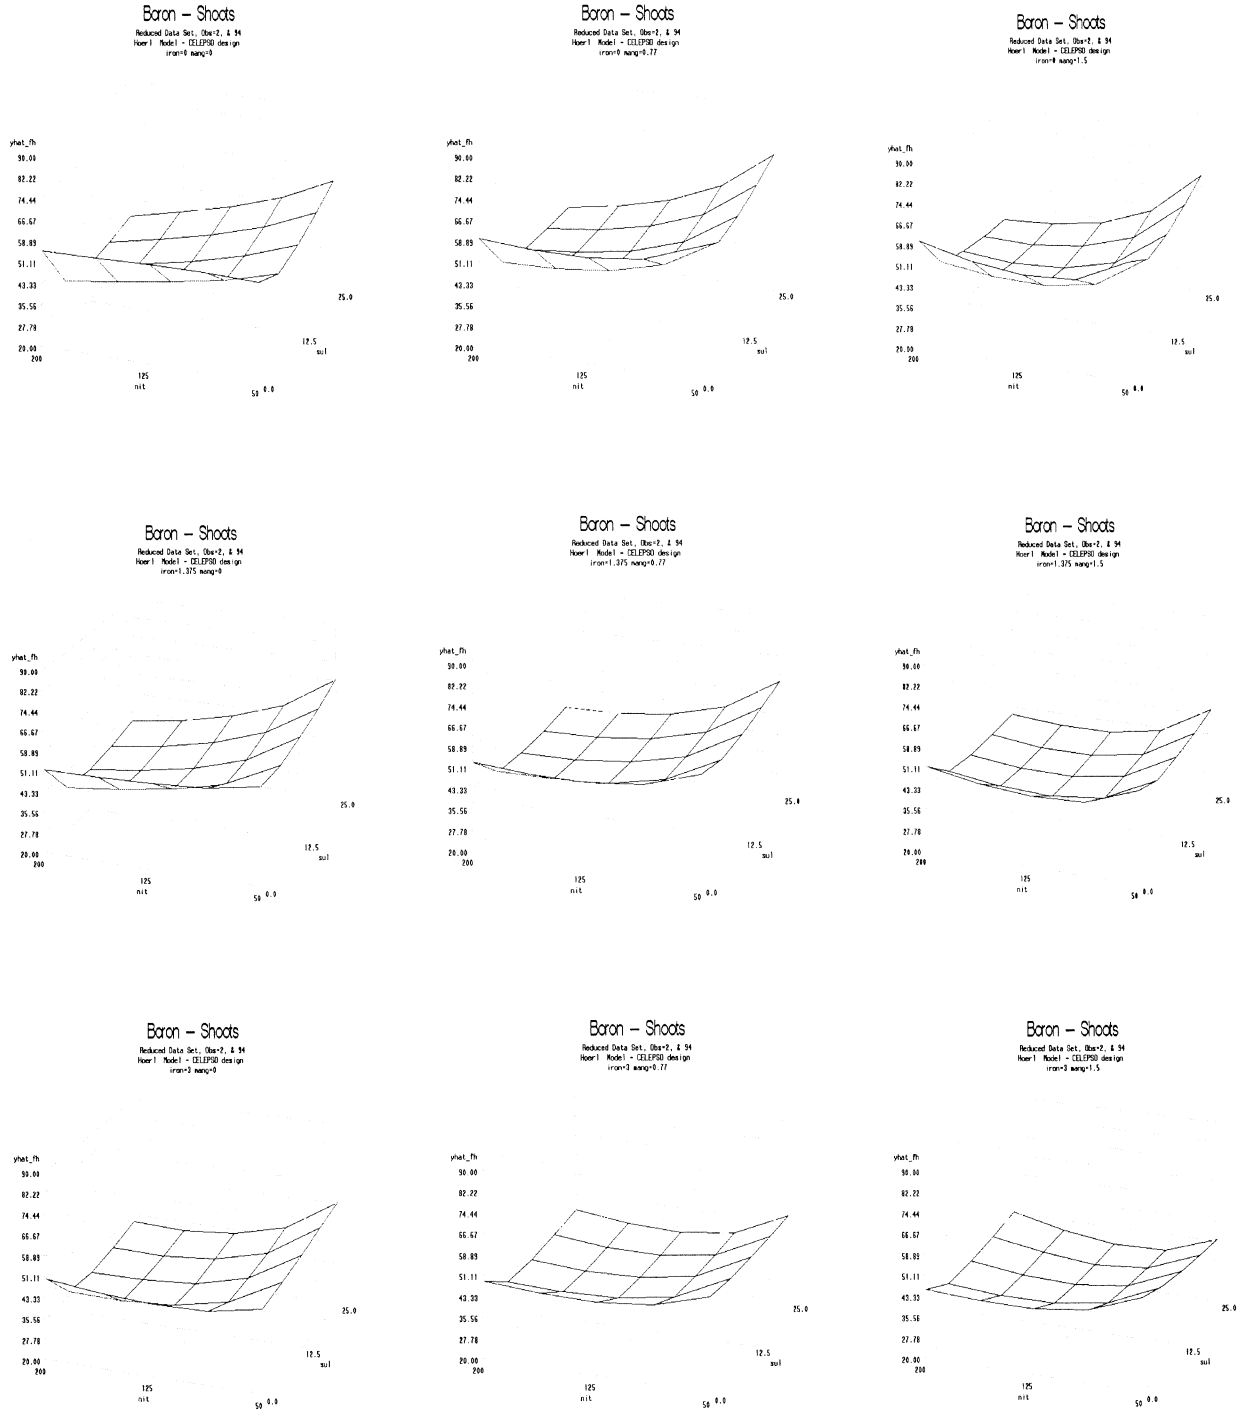 Boron – Shoots
Reduced Data Set, Obs=2, & 94
Hoerl Model - CELEPSD design
iron=0 mang=0
yhat_fh
90.00
82.22
74.44
66.67
58.89
51.11
43.33
35.56
27.78
20.00
200
125
nit
50
0.0
12.5
sul
25.0
Boron – Shoots
Reduced Data Set, Obs=2, & 94
Hoerl Model - CELEPSD design
iron=0 mang=0.77
yhat_fh
90.00
82.22
74.44
66.67
58.89
51.11
43.33
35.56
27.78
20.00
200
125
nit
50
0.0
12.5
sul
25.0
Boron – Shoots
Reduced Data Set, Obs=2, & 94
Hoerl Model - CELEPSD design
iron=0 mang=1.5
yhat_fh
90.00
82.22
74.44
66.67
58.89
51.11
43.33
35.56
27.78
20.00
200
125
nit
50
0.0
12.5
sul
25.0
Boron – Shoots
Reduced Data Set, Obs=2, & 94
Hoerl Model - CELEPSD design
iron=1.375 mang=0
yhat_fh
90.00
82.22
74.44
66.67
58.89
51.11
43.33
35.56
27.78
20.00
200
125
nit
50
0.0
12.5
sul
25.0
Boron – Shoots
Reduced Data Set, Obs=2, & 94
Hoerl Model - CELEPSD design
iron=1.375 mang=0.77
yhat_fh
90.00
82.22
74.44
66.67
58.89
51.11
43.33
35.56
27.78
20.00
200
125
nit
50
0.0
12.5
sul
25.0
Boron – Shoots
Reduced Data Set, Obs=2, & 94
Hoerl Model - CELEPSD design
iron=1.375 mang=1.5
yhat_fh
90.00
82.22
74.44
66.67
58.89
51.11
43.33
35.56
27.78
20.00
200
125
nit
50
0.0
12.5
sul
25.0
Boron – Shoots
Reduced Data Set, Obs=2, & 94
Hoerl Model - CELEPSD design
iron=3 mang=0
yhat_fh
90.00
82.22
74.44
66.67
58.89
51.11
43.33
35.56
27.78
20.00
200
125
nit
50
0.0
12.5
sul
25.0
Boron – Shoots
Reduced Data Set, Obs=2, & 94
Hoerl Model - CELEPSD design
iron=3 mang=0.77
yhat_fh
90.00
82.22
74.44
66.67
58.89
51.11
43.33
35.56
27.78
20.00
200
125
nit
50
0.0
12.5
sul
25.0
Boron – Shoots
Reduced Data Set, Obs=2, & 94
Hoerl Model - CELEPSD design
iron=3 mang=1.5
yhat_fh
90.00
82.22
74.44
66.67
58.89
51.11
43.33
35.56
27.78
20.00
200
125
nit
50
0.0
12.5
sul
25.0